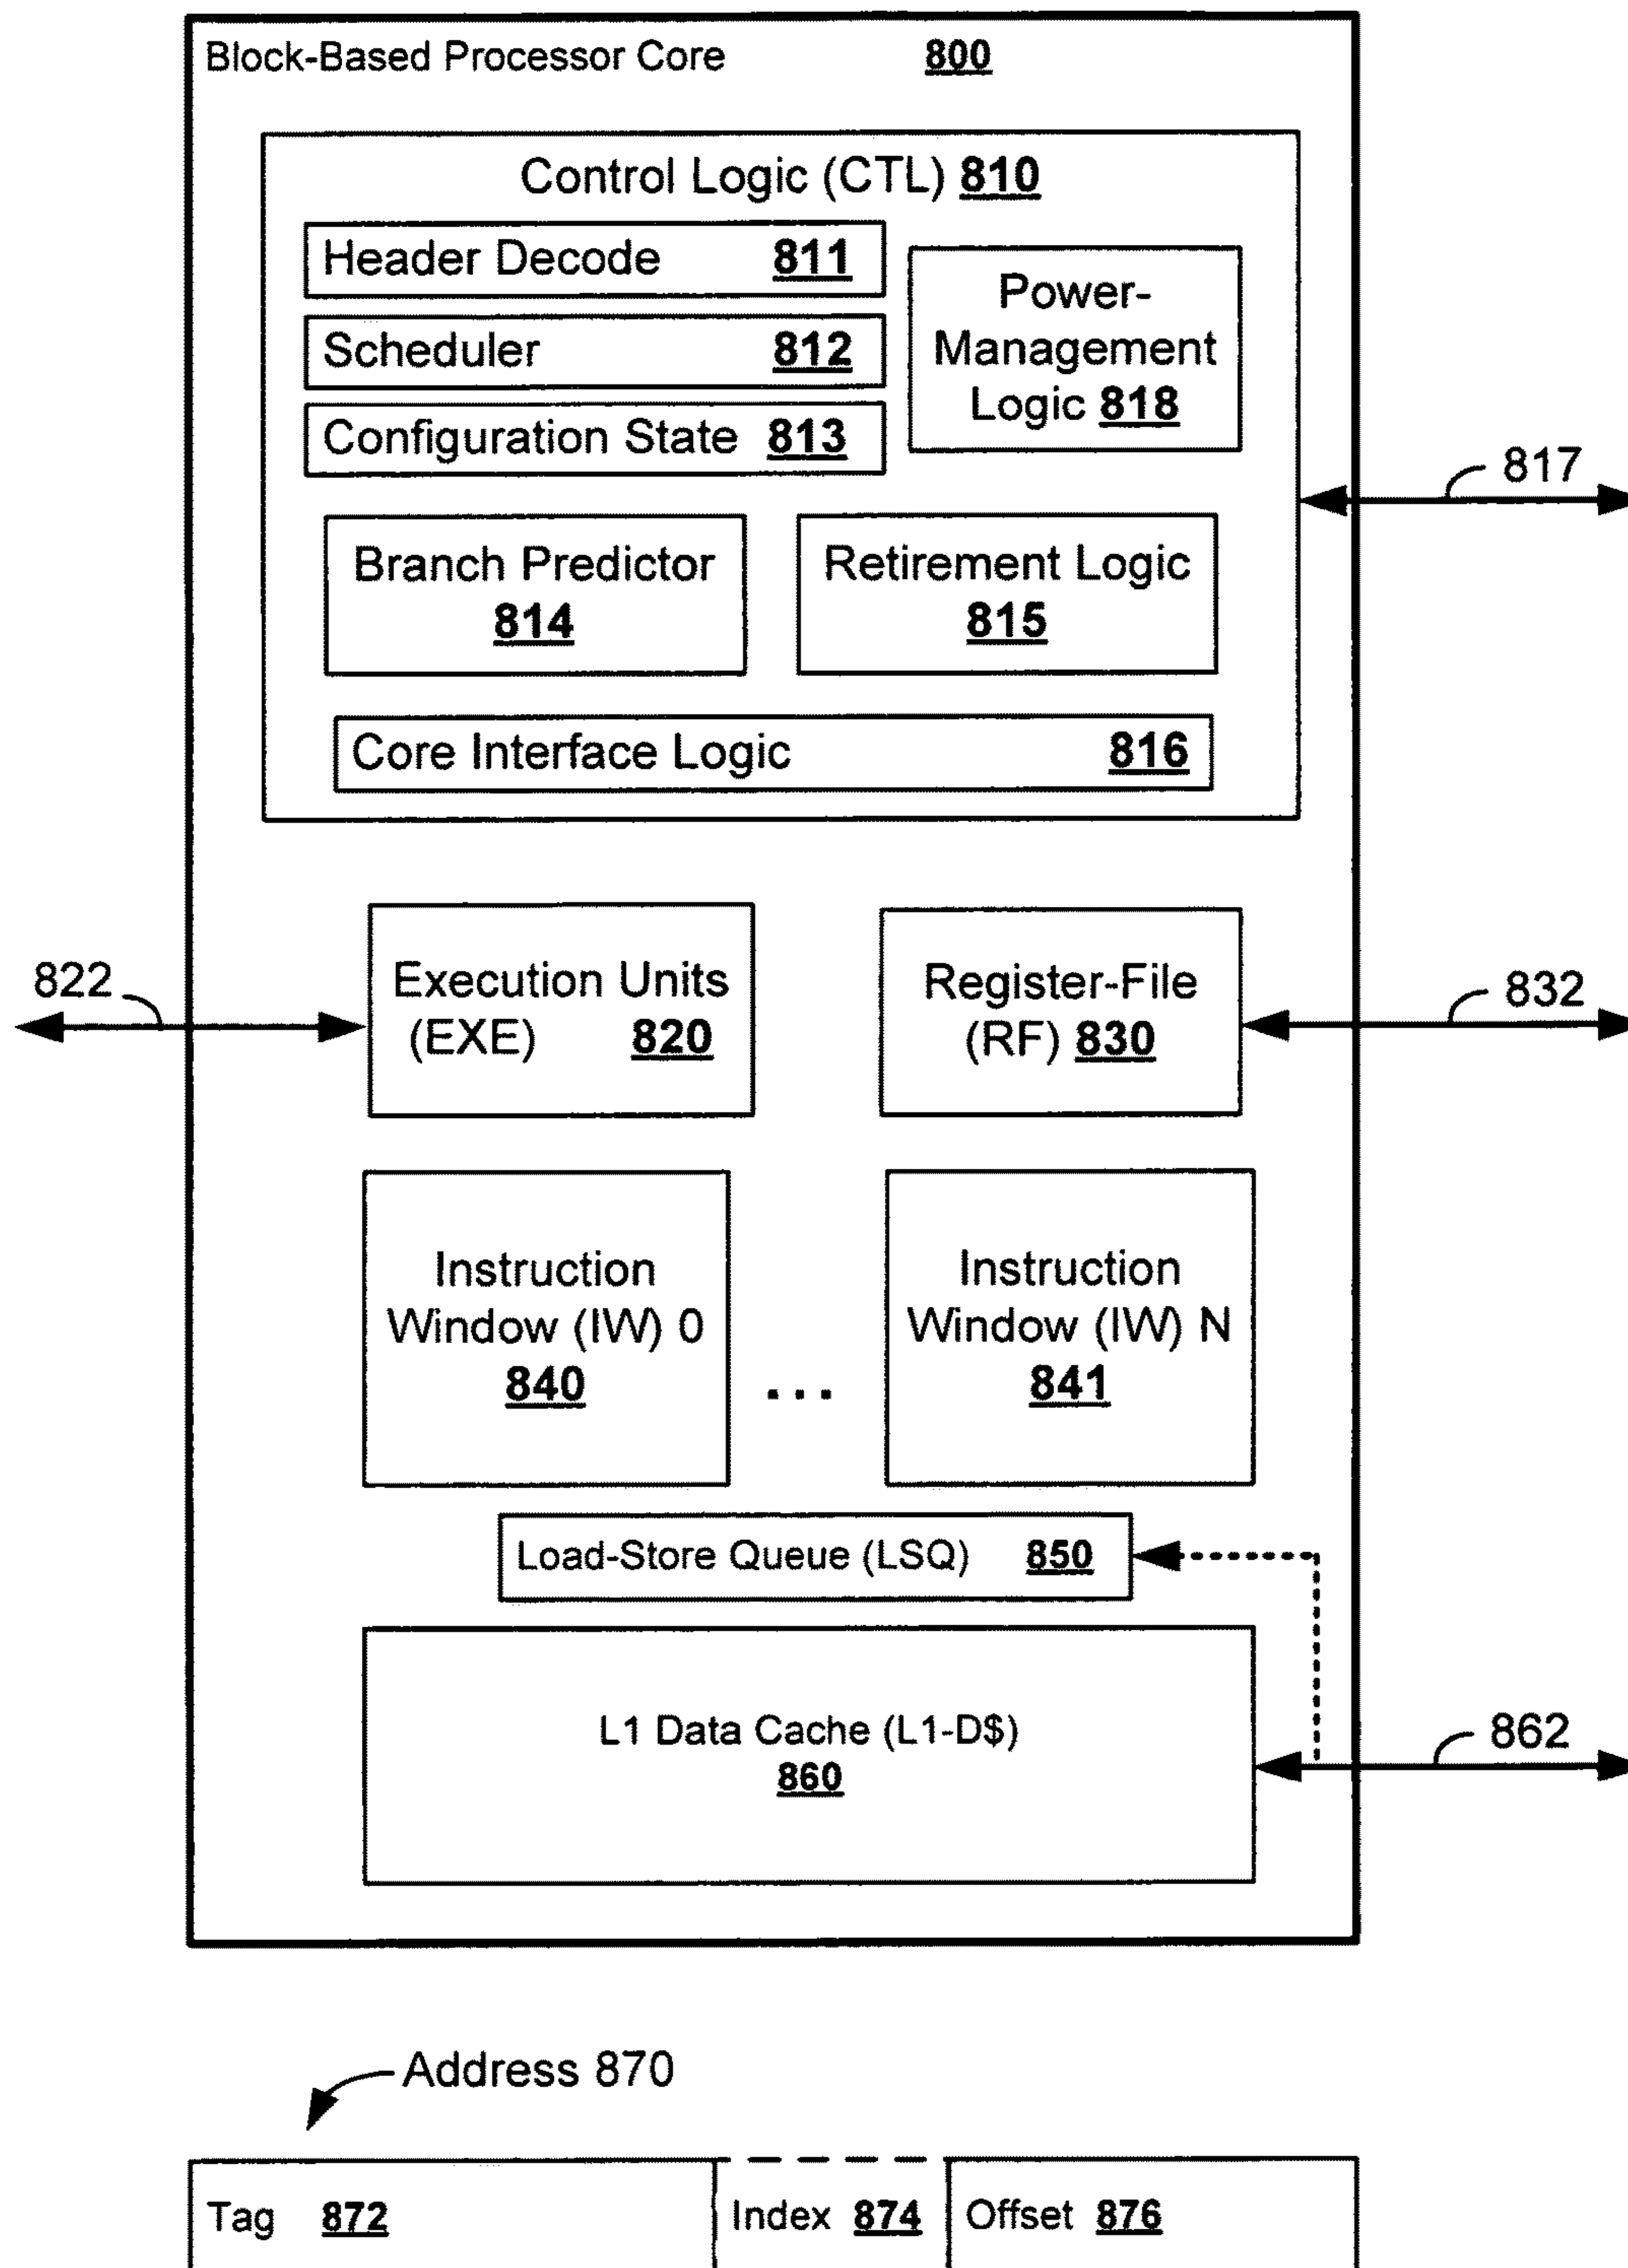 Block-Based Processor Core 800
Control Logic (CTL) 810
Header Decode 811
Scheduler 812
Configuration State 813
Power-
Management
Logic 818
817
Branch Predictor
814
Retirement Logic
815
Core Interface Logic 816
822
Execution Units
(EXE) 820
Register-File
(RF) 830
832
Instruction
Window (IW) 0
840
...
Instruction
Window (IW) N
841
Load-Store Queue (LSQ) 850
L1 Data Cache (L1-D$)
860
862
Address 870
Tag 872
Index 874
Offset 876